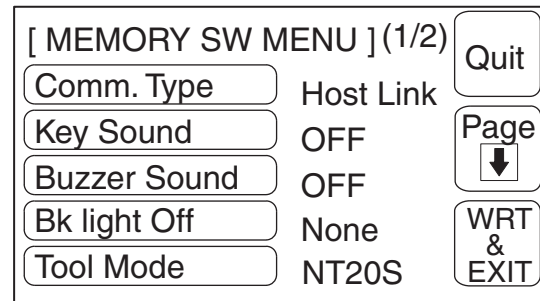 [ MEMORY SW MENU ] (1/2)
Quit
Comm. Type Host Link
Key Sound OFF
Page
Buzzer Sound OFF
Bk light Off None
WRT
&
EXIT
Tool Mode NT20S